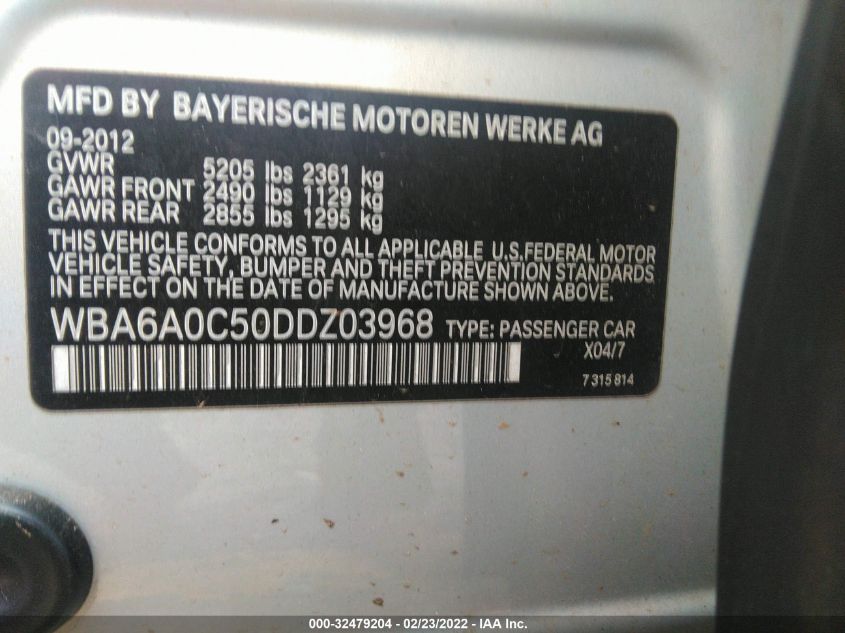 MFD BY BAYERISCHE MOTOREN WERKE AG
09-2012
GVWR 5205 lbs 2361 kg
GAWR FRONT 2490 lbs 1129 kg
GAWR REAR 2855 lbs 1295 kg
THIS VEHICLE CONFORMS TO ALL APPLICABLE U.S.FEDERAL MOTOR
VEHICLE SAFETY, BUMPER AND THEFT PREVENTION STANDARDS
IN EFFECT ON THE DATE OF MANUFACTURE SHOWN ABOVE.
WBA6A0C50DDZ03968 TYPE: PASSENGER CAR
X04/7
7 315 814
000-32479204 - 02/23/2022 - IAA Inc.